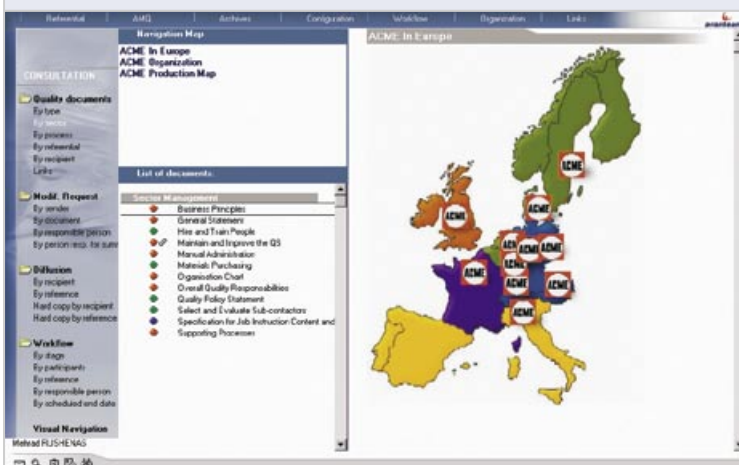 Referential AMQ Archives Configuration Workflow Organization Links
Navigation Map
ACME In Europe
ACME Organization
ACME Production Map
CONSULTATION
Quality documents
By type
By sector
By process
By referential
By recipient
Links
Modif. Request
By sender
By document
By responsible person
By person resp. for
Diffusion
By recipient
By reference
Hard copy by recipient
Hard copy by reference
Workflow
By stage
By participants
By reference
By responsible person
By scheduled end date
Visual Navigation
List of documents:
Sector Management
Business Principles
General Statement
Hire and Train People
Maintain and Improve the QS
Manual Administration
Materials Purchasing
Organisation Chart
Overall Quality Responsabilities
Quality Policy Statement
Select and Evaluate Sub-contactors
Specification for Job Instruction Content and
Supporting Processes
ACME In Europe
ACME
ACME
ACME
ACME
ACME
ACME
ACME
ACME
ACME
ACME